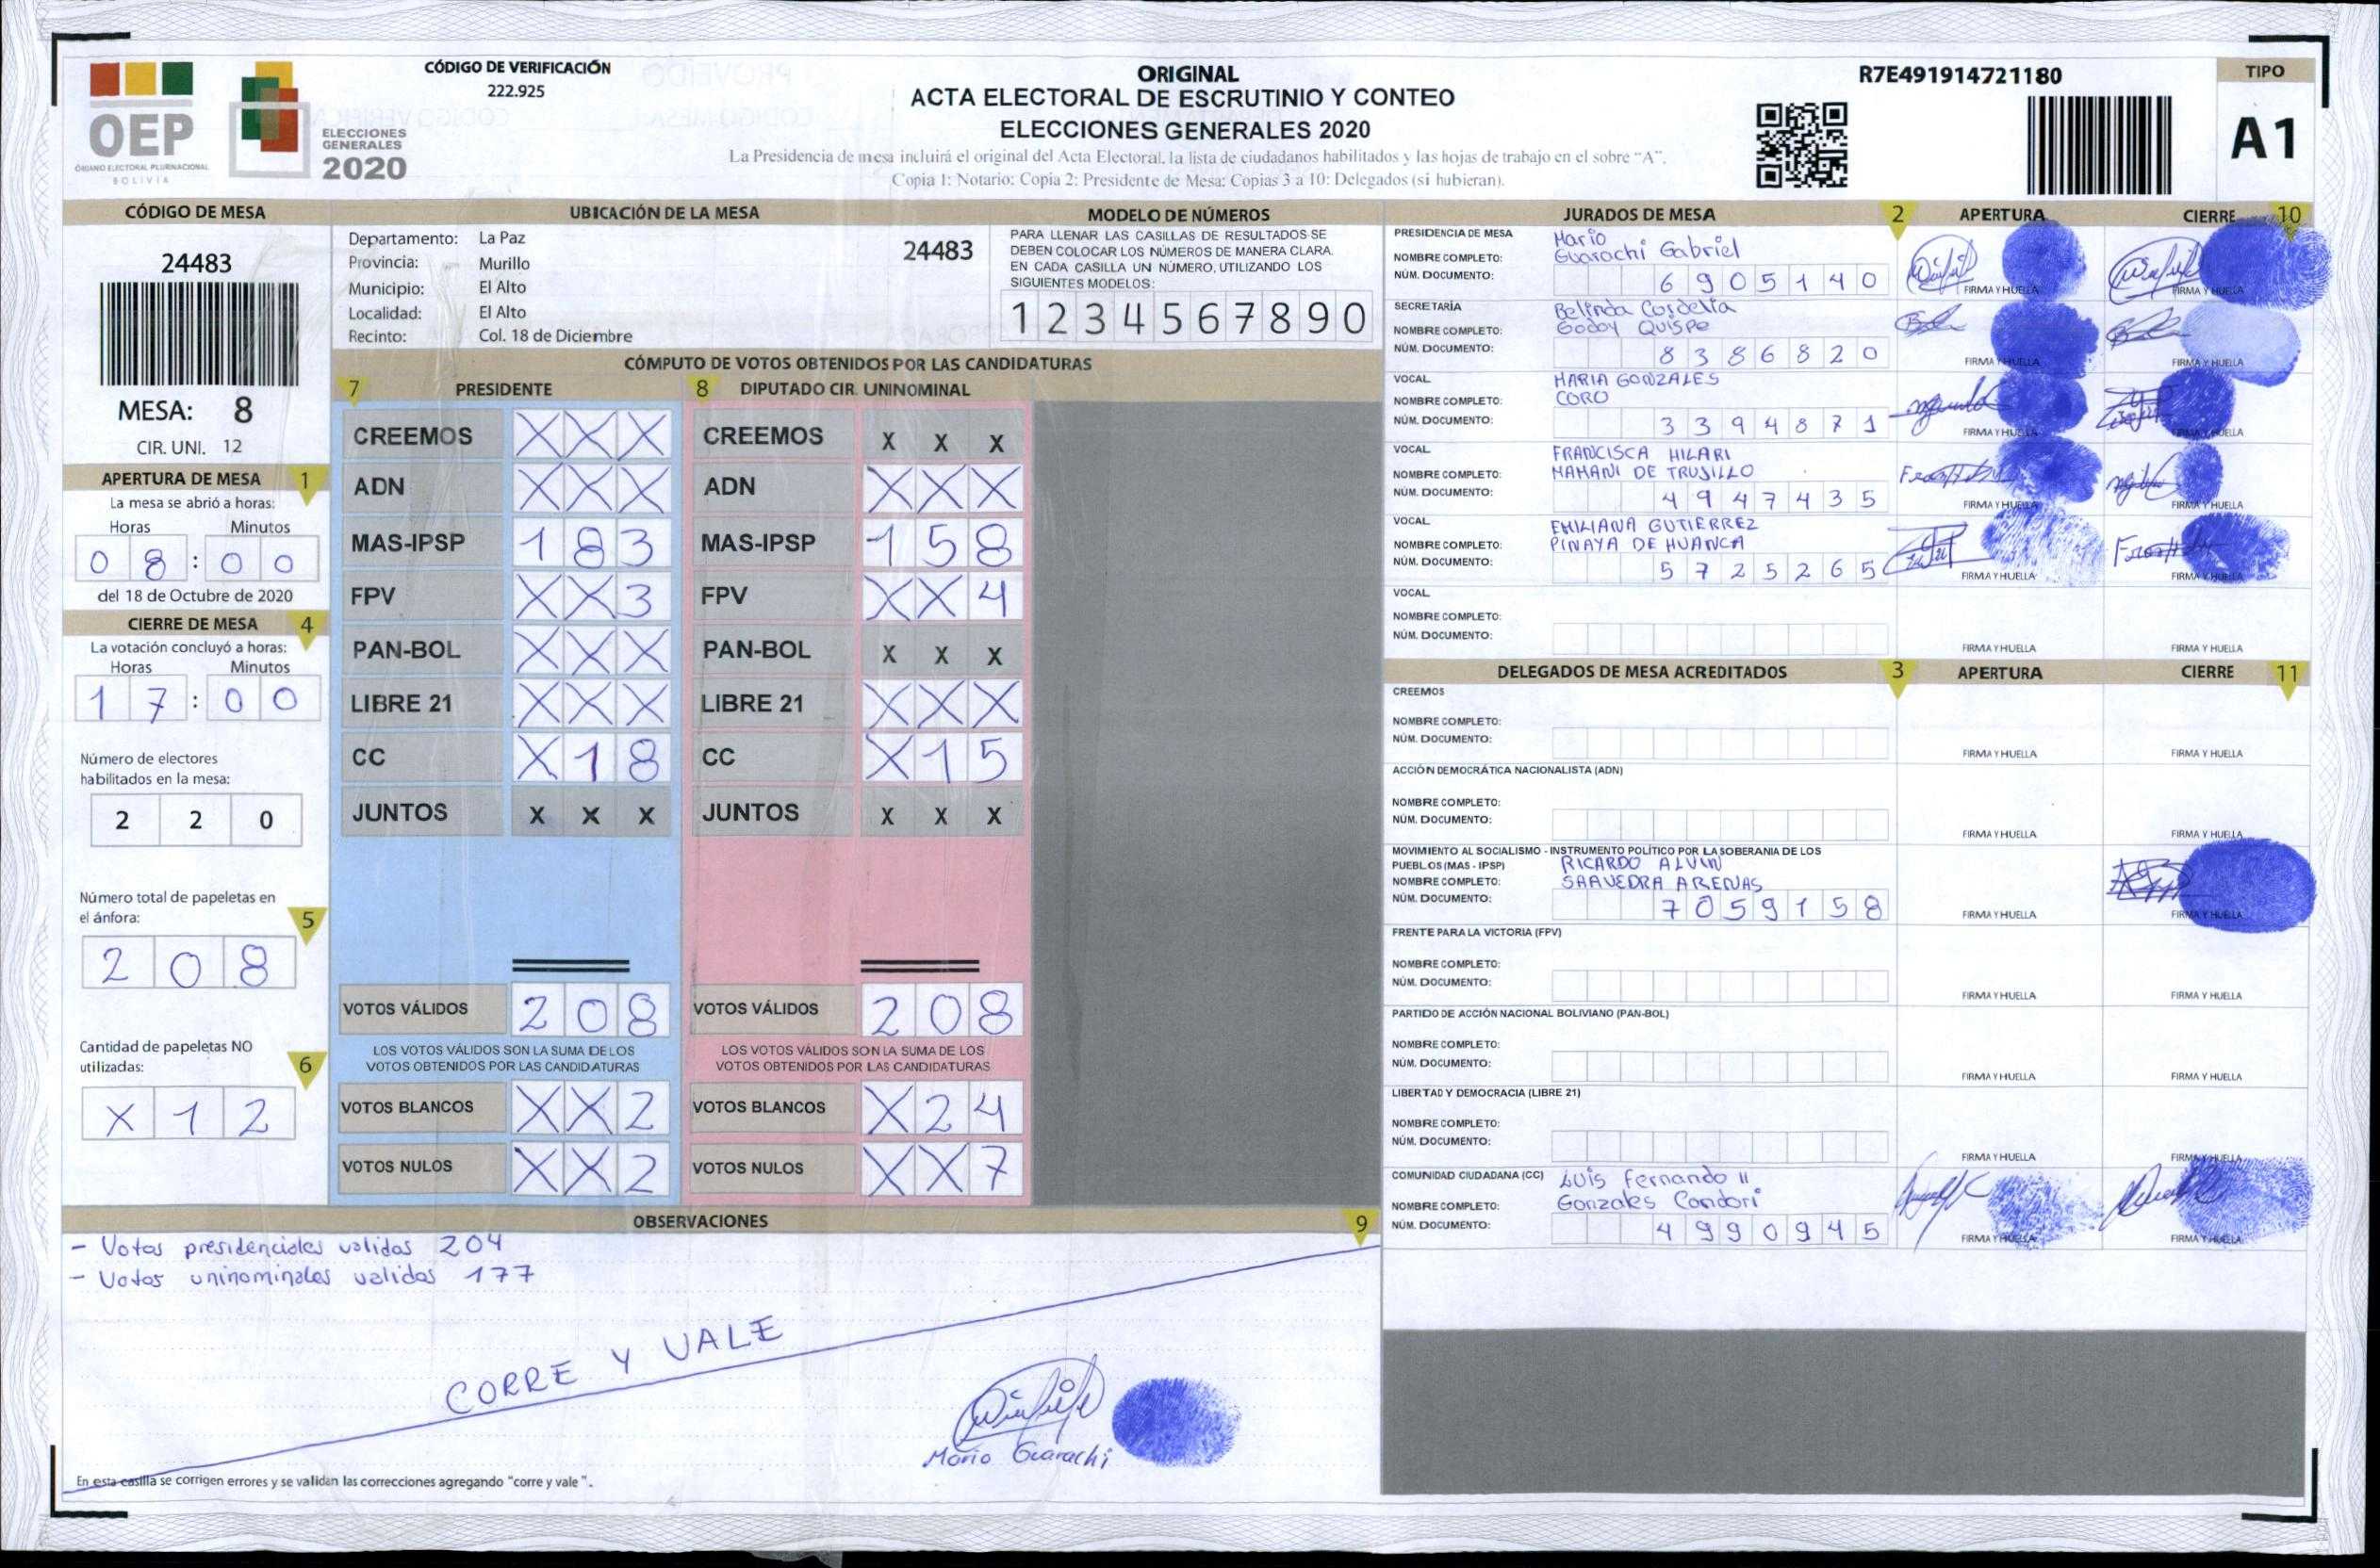 CÓDIGO DE VERIFICACIÓN
222.925
OEP
ÓRGANO ELECTORAL PLURINACIONAL
BOLIVIA
ELECCIONES
GENERALES
2020
ORIGINAL
ACTA ELECTORAL DE ESCRUTINIO Y CONTEO
ELECCIONES GENERALES 2020
La Presidencia de mesa incluirá el original del Acta Electoral, la lista de ciudadanos habilitados y las hojas de trabajo en el sobre "A".
Copia 1: Notario; Copia 2: Presidente de Mesa; Copias 3 a 10: Delegados (si hubieran).
R7E491914721180
TIPO
A1
CÓDIGO DE MESA
24483
MESA: 8
CIR. UNI. 12
APERTURA DE MESA 1
La mesa se abrió a horas:
Horas Minutos
0 8 : 0 0
del 18 de Octubre de 2020
CIERRE DE MESA 4
La votación concluyó a horas:
Horas Minutos
1 7 : 0 0
Número de electores
habilitados en la mesa:
2 2 0
Número total de papeletas en
el ánfora:
5
2 0 8
Cantidad de papeletas NO
utilizadas:
6
X 1 2
UBICACIÓN DE LA MESA
Departamento: La Paz
24483
Provincia: Murillo
Municipio: El Alto
Localidad: El Alto
Recinto: Col. 18 de Diciembre
MODELO DE NÚMEROS
PARA LLENAR LAS CASILLAS DE RESULTADOS SE
DEBEN COLOCAR LOS NÚMEROS DE MANERA CLARA.
EN CADA CASILLA UN NÚMERO, UTILIZANDO LOS
SIGUIENTES MODELOS:
1 2 3 4 5 6 7 8 9 0
CÓMPUTO DE VOTOS OBTENIDOS POR LAS CANDIDATURAS
7 PRESIDENTE 8 DIPUTADO CIR. UNINOMINAL
CREEMOS X X X CREEMOS X X X
ADN X X X ADN X X X
MAS-IPSP 1 8 3 MAS-IPSP 1 5 8
FPV X X 3 FPV X X 4
PAN-BOL X X X PAN-BOL X X X
LIBRE 21 X X X LIBRE 21 X X X
CC X 1 8 CC X 1 5
JUNTOS X X X JUNTOS X X X
VOTOS VÁLIDOS 2 0 8 VOTOS VÁLIDOS 2 0 8
LOS VOTOS VÁLIDOS SON LA SUMA DE LOS LOS VOTOS VÁLIDOS SON LA SUMA DE LOS
VOTOS OBTENIDOS POR LAS CANDIDATURAS VOTOS OBTENIDOS POR LAS CANDIDATURAS
VOTOS BLANCOS X X 2 VOTOS BLANCOS X 2 4
VOTOS NULOS X X 2 VOTOS NULOS X X 7
OBSERVACIONES 9
- Votos presidenciales validos 204
- Votos uninominales validos 177
CORRE Y VALE
Mario Guarachi
En esta casilla se corrigen errores y se validan las correcciones agregando "corre y vale ".
JURADOS DE MESA 2 APERTURA CIERRE 10
PRESIDENCIA DE MESA
Mario
NOMBRE COMPLETO: Guarachi Gabriel
NÚM. DOCUMENTO: 6 9 0 5 1 4 0
FIRMA Y HUELLA FIRMA Y HUELLA
SECRETARÍA
Belinda Cordelia
NOMBRE COMPLETO: Godoy Quispe
NÚM. DOCUMENTO: 8 3 8 6 8 2 0
FIRMA Y HUELLA FIRMA Y HUELLA
VOCAL
MARIA GONZALES
NOMBRE COMPLETO: CORO
NÚM. DOCUMENTO: 3 3 9 4 8 7 1
FIRMA Y HUELLA FIRMA Y HUELLA
VOCAL
FRANCISCA HILARI
NOMBRE COMPLETO: MAMANI DE TRUJILLO
NÚM. DOCUMENTO: 4 9 4 7 4 3 5
FIRMA Y HUELLA FIRMA Y HUELLA
VOCAL
EMILIANA GUTIERREZ
NOMBRE COMPLETO: PINAYA DE HUANCA
NÚM. DOCUMENTO: 5 7 2 5 2 6 5
FIRMA Y HUELLA FIRMA Y HUELLA
VOCAL
NOMBRE COMPLETO:
NÚM. DOCUMENTO:
FIRMA Y HUELLA FIRMA Y HUELLA
DELEGADOS DE MESA ACREDITADOS 3 APERTURA CIERRE 11
CREEMOS
NOMBRE COMPLETO:
NÚM. DOCUMENTO:
FIRMA Y HUELLA FIRMA Y HUELLA
ACCIÓN DEMOCRÁTICA NACIONALISTA (ADN)
NOMBRE COMPLETO:
NÚM. DOCUMENTO:
FIRMA Y HUELLA FIRMA Y HUELLA
MOVIMIENTO AL SOCIALISMO - INSTRUMENTO POLÍTICO POR LA SOBERANIA DE LOS
PUEBLOS (MAS - IPSP) RICARDO ALVIN
NOMBRE COMPLETO: SAAVEDRA ARENAS
NÚM. DOCUMENTO: 7 0 5 9 1 5 8
FIRMA Y HUELLA FIRMA Y HUELLA
FRENTE PARA LA VICTORIA (FPV)
NOMBRE COMPLETO:
NÚM. DOCUMENTO:
FIRMA Y HUELLA FIRMA Y HUELLA
PARTIDO DE ACCIÓN NACIONAL BOLIVIANO (PAN-BOL)
NOMBRE COMPLETO:
NÚM. DOCUMENTO:
FIRMA Y HUELLA FIRMA Y HUELLA
LIBERTAD Y DEMOCRACIA (LIBRE 21)
NOMBRE COMPLETO:
NÚM. DOCUMENTO:
FIRMA Y HUELLA FIRMA Y HUELLA
COMUNIDAD CIUDADANA (CC) Luis Fernando II
NOMBRE COMPLETO: Gonzales Condori
NÚM. DOCUMENTO: 4 9 9 0 9 4 5
FIRMA Y HUELLA FIRMA Y HUELLA